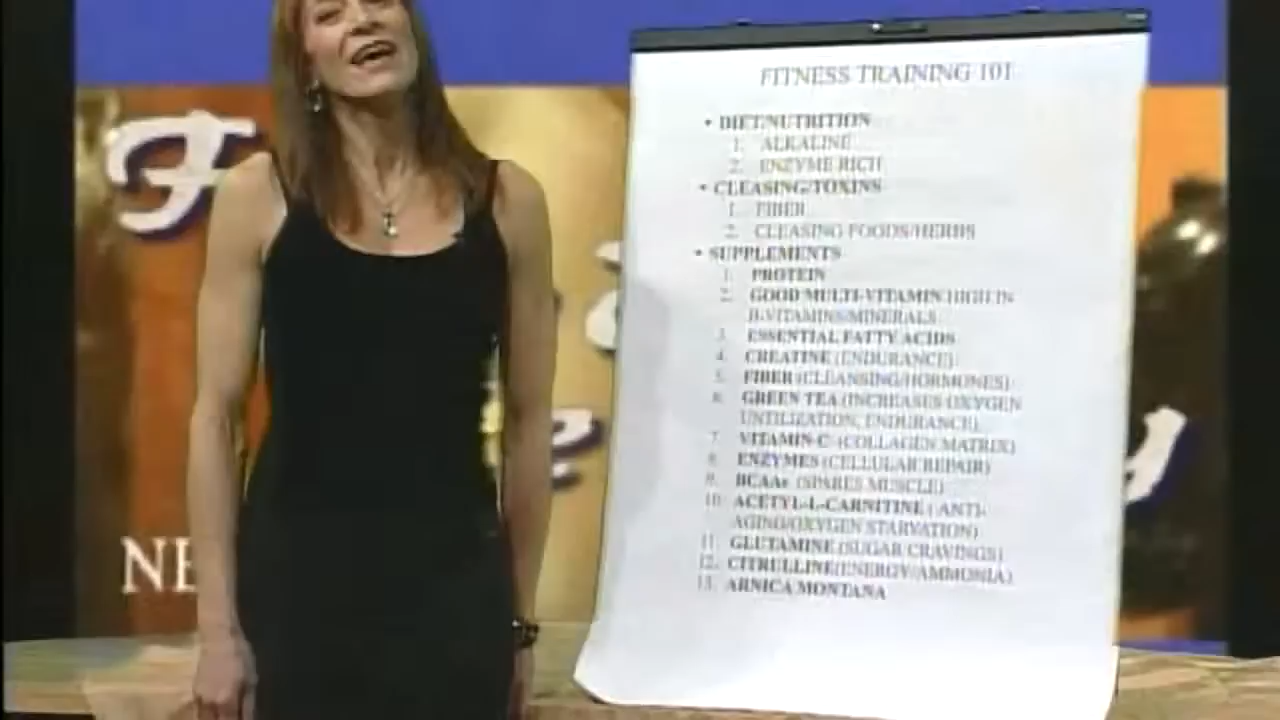 FITNESS TRAINING 101
• DIET/NUTRITION
1. ALKALINE
2. ENZYME RICH
• CLEASING/TOXINS
1. FIBER
2. CLEASING FOODS/HERBS
• SUPPLEMENTS
1. PROTEIN
2. GOOD MULTI-VITAMIN HIGH IN
B-VITAMINS/MINERALS
3. ESSENTIAL FATTY ACIDS
4. CREATINE (ENDURANCE)
5. FIBER (CLEANSING/HORMONES)
6. GREEN TEA (INCREASES OXYGEN
UNTILIZATION, ENDURANCE)
7. VITAMIN C (COLLAGEN MATRIX)
8. ENZYMES (CELLULAR REPAIR)
9. BCAAs (SPARES MUSCLE)
10. ACETYL-L-CARNITINE (ANTI-
AGING/OXYGEN STARVATION)
11. GLUTAMINE (SUGAR CRAVINGS)
12. CITRULLINE(ENERGY/AMMONIA)
13. ARNICA MONTANA